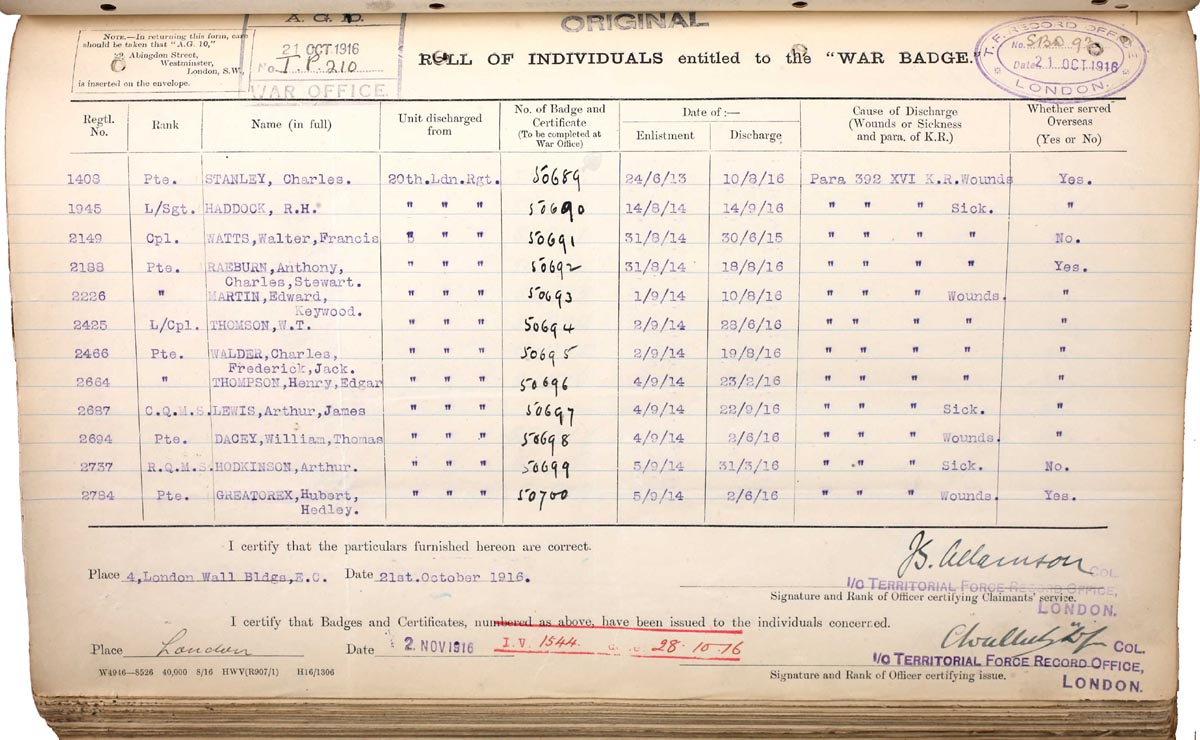 ORIGINAL
A.G.D.
NOTE.—In returning this form, care
should be taken that "A.G. 10,"
Abingdon Street,
Westminster,
London, S.W.,
is inserted on the envelope.
21 OCT 1916
No. T.P. 210
WAR OFFICE.
ROLL OF INDIVIDUALS entitled to the "WAR BADGE."
T.F. RECORD OFFICE
No. SBD
Date 21 OCT 1916
LONDON.
Regtl. No. Rank Name (in full) Unit discharged from No. of Badge and Certificate (To be completed at War Office) Date of :— Enlistment Discharge Cause of Discharge (Wounds or Sickness and para. of K.R.) Whether served Overseas (Yes or No)
1408 Pte. STANLEY, Charles. 20th.Ldn.Rgt. 50689 24/6/13 10/8/16 Para 392 XVI K.R.Wounds Yes.
1945 L/Sgt. HADDOCK, R.H. " " " 50690 14/8/14 14/9/16 " " " Sick. "
2149 Cpl. WATTS,Walter,Francis " " " 50691 31/8/14 30/6/15 " " " " No.
2188 Pte. RAEBURN,Anthony, " " " 50692 31/8/14 18/8/16 " " " " Yes.
Charles,Stewart.
2226 " MARTIN,Edward, " " " 50693 1/9/14 10/8/16 " " " Wounds. "
Keywood.
2425 L/Cpl. THOMSON,W.T. " " " 50694 2/9/14 28/6/16 " " " " "
2466 Pte. WALDER,Charles, " " " 50695 2/9/14 19/8/16 " " " " "
Frederick,Jack.
2664 " THOMPSON,Henry,Edgar " " " 50696 4/9/14 23/2/16 " " " " "
2687 C.Q.M.S. LEWIS,Arthur,James " " " 50697 4/9/14 22/9/16 " " " Sick. "
2694 Pte. DACEY,William,Thomas " " " 50698 4/9/14 2/6/16 " " " Wounds. "
2737 R.Q.M.S. HODKINSON,Arthur. " " " 50699 5/9/14 31/3/16 " " " Sick. No.
2784 Pte. GREATOREX,Hubert, " " " 50700 5/9/14 2/6/16 " " " Wounds. Yes.
Hedley.
I certify that the particulars furnished hereon are correct.
Place 4,London Wall Bldgs,E.C. Date 21st.October 1916.
J.S. Adamson COL.
I/O TERRITORIAL FORCE RECORD OFFICE,
LONDON.
Signature and Rank of Officer certifying Claimants' service.
I certify that Badges and Certificates, numbered as above, have been issued to the individuals concerned.
Place London Date 2 NOV 1916 I.V. 1544. 28.10.16
COL.
I/O TERRITORIAL FORCE RECORD OFFICE,
LONDON.
Signature and Rank of Officer certifying issue.
W4946—8526 40,000 8/16 HWV(R907/1) H16/1306